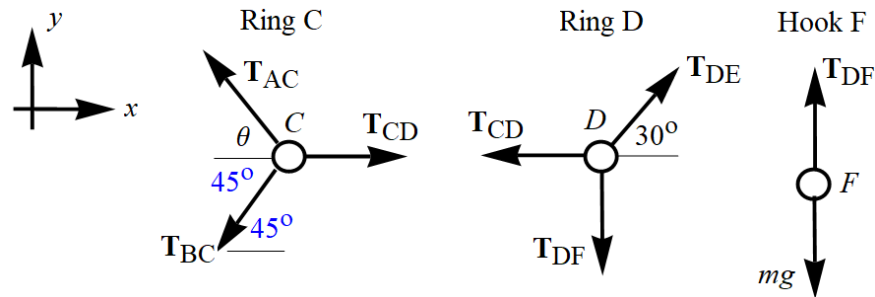 y
x
Ring C
T_AC
C
T_CD
θ
45°
45°
T_BC
Ring D
T_DE
T_CD
D
30°
T_DF
Hook F
T_DF
F
mg